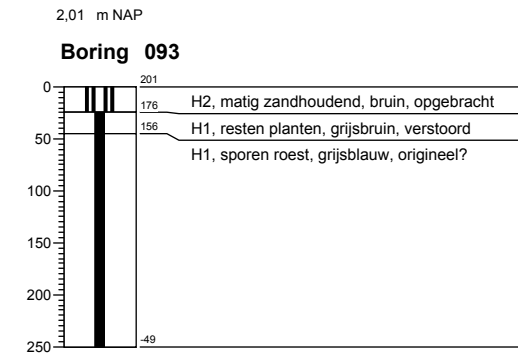 2,01 m NAP
Boring 093
0 201
H2, matig zandhoudend, bruin, opgebracht
176
H1, resten planten, grijsbruin, verstoord
156
50
H1, sporen roest, grijsblauw, origineel?
100
150
200
250 -49